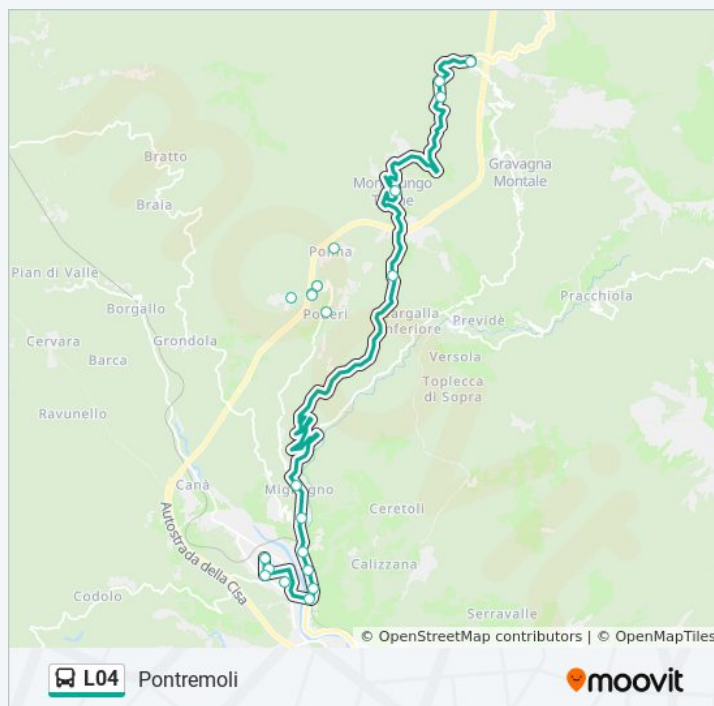 Bratto
Braia
Gravagna
Montale
Pian di Valle
Borgallo
Pracchiola
Previdè
Cervara
Grondola
Barca
Versola
Toplecca
di Sopra
Ravunello
Canà
Ceretoli
Autostrada della Cisa
Calizzana
Codolo
Serravalle
© OpenStreetMap contributors | © OpenMapTiles
L04 Pontremoli
moovit